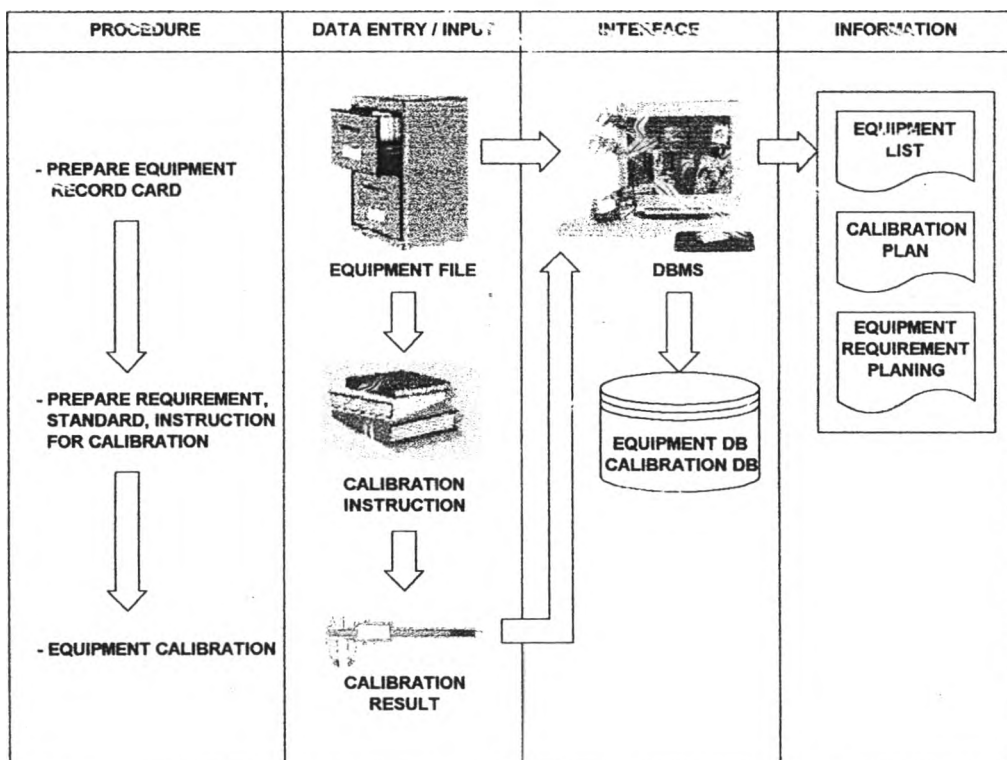 PROCEDURE
DATA ENTRY / INPUT
INTERFACE
INFORMATION
- PREPARE EQUIPMENT
RECORD CARD
- PREPARE REQUIREMENT,
STANDARD, INSTRUCTION
FOR CALIBRATION
- EQUIPMENT CALIBRATION
EQUIPMENT FILE
CALIBRATION
INSTRUCTION
CALIBRATION
RESULT
DBMS
EQUIPMENT DB
CALIBRATION DB
EQUIPMENT
LIST
CALIBRATION
PLAN
EQUIPMENT
REQUIREMENT
PLANING